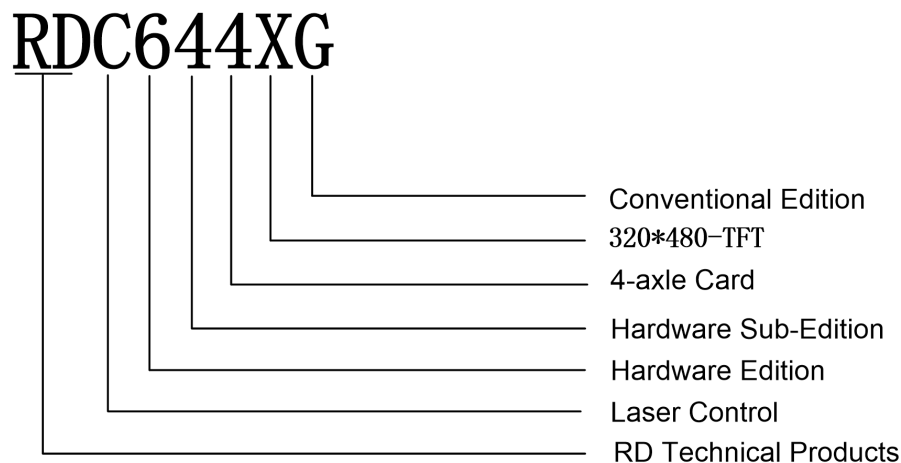 RDC644XG
Conventional Edition
320*480-TFT
4-axle Card
Hardware Sub-Edition
Hardware Edition
Laser Control
RD Technical Products